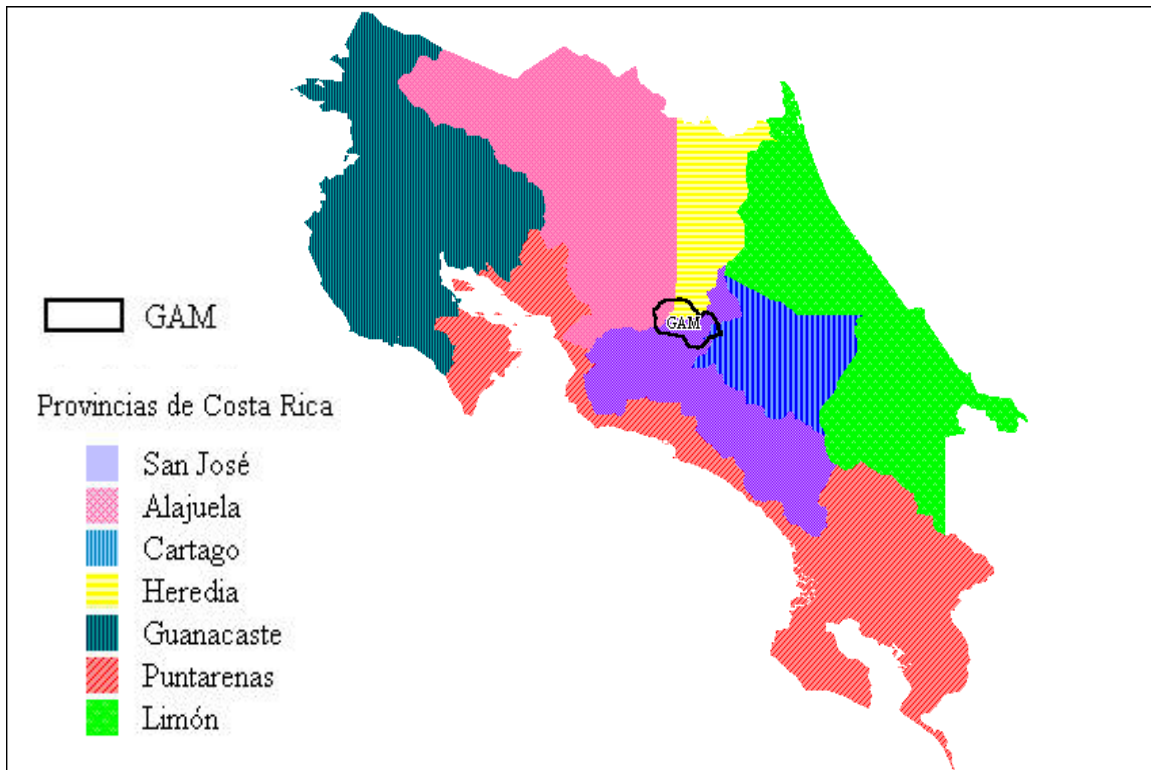 GAM
GAM
Provincias de Costa Rica
San José
Alajuela
Cartago
Heredia
Guanacaste
Puntarenas
Limón